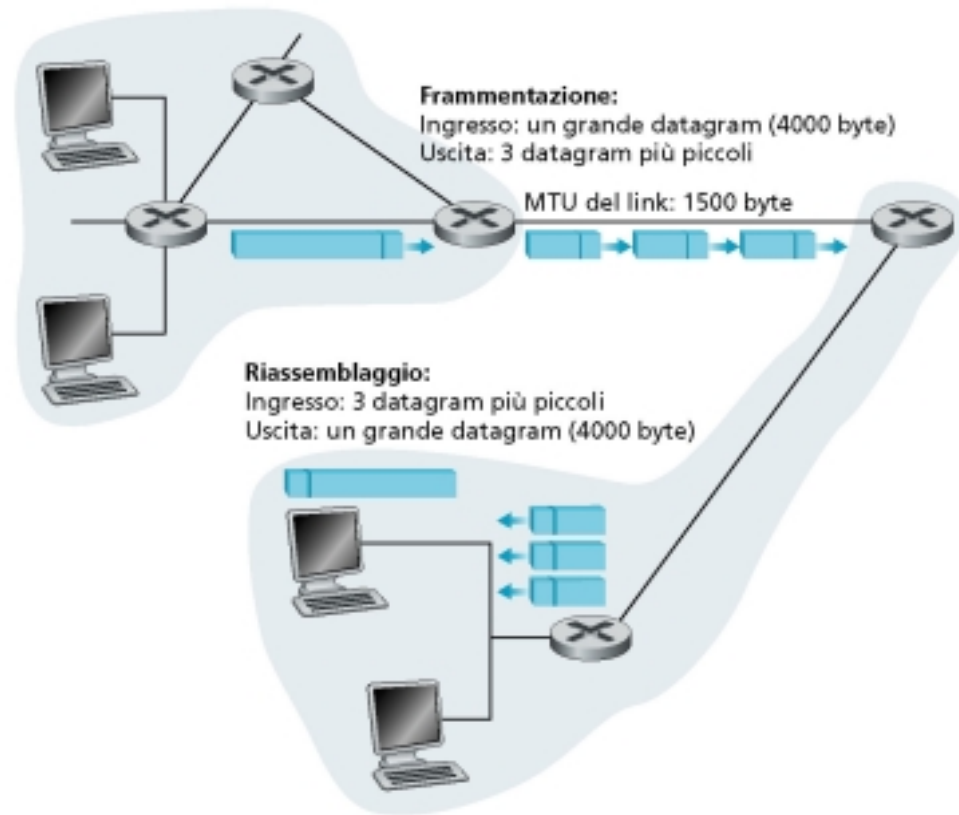 Frammentazione:
Ingresso: un grande datagram (4000 byte)
Uscita: 3 datagram più piccoli
MTU del link: 1500 byte
Riassemblaggio:
Ingresso: 3 datagram più piccoli
Uscita: un grande datagram (4000 byte)